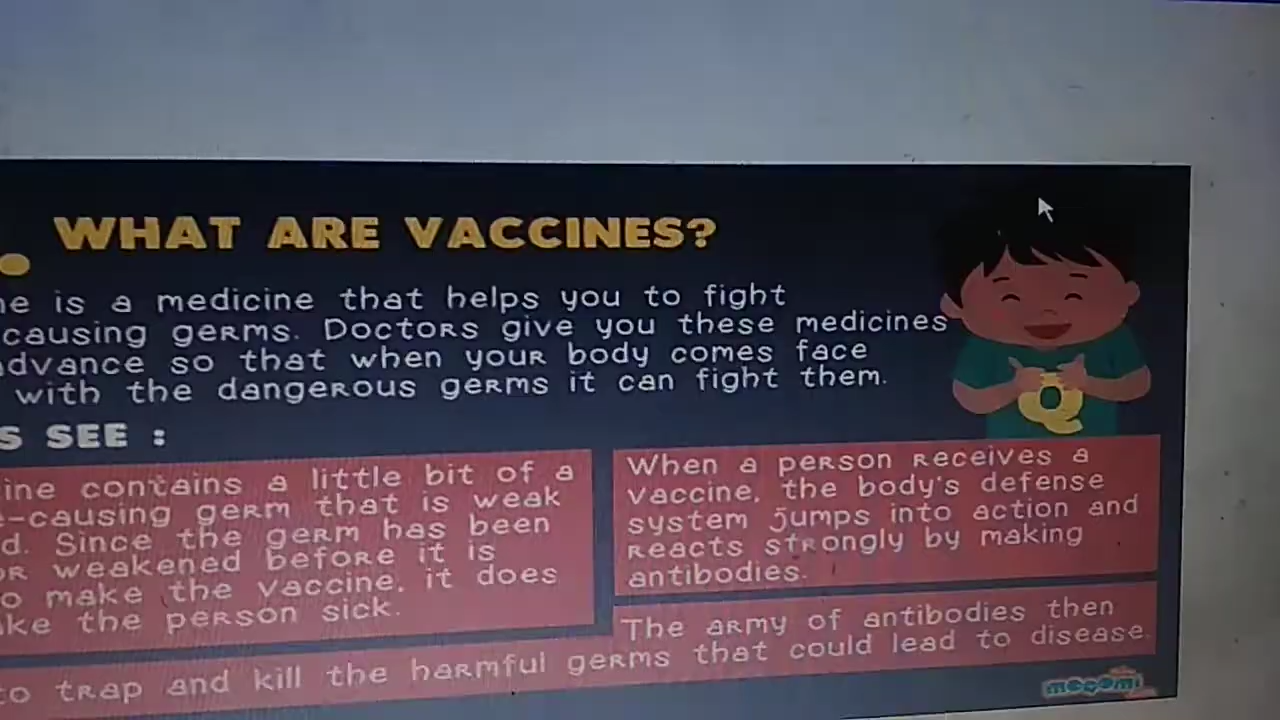 WHAT ARE VACCINES?
ne is a medicine that helps you to fight
causing germs. Doctors give you these medicines
advance so that when your body comes face
with the dangerous germs it can fight them.
S SEE :
ine contains a little bit of a
e-causing germ that is weak
d. Since the germ has been
or weakened before it is
o make the vaccine, it does
ake the person sick.
When a person receives a
vaccine, the body's defense
system jumps into action and
reacts strongly by making
antibodies.
The army of antibodies then
to trap and kill the harmful germs that could lead to disease.
Q
mocomi